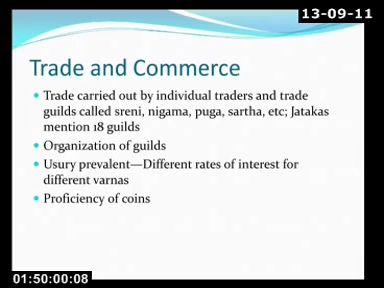 13-09-11
Trade and Commerce
Trade carried out by individual traders and trade
guilds called sreni, nigama, puga, sartha, etc; Jatakas
mention 18 guilds
Organization of guilds
Usury prevalent—Different rates of interest for
different varnas
Proficiency of coins
01:50:00:08